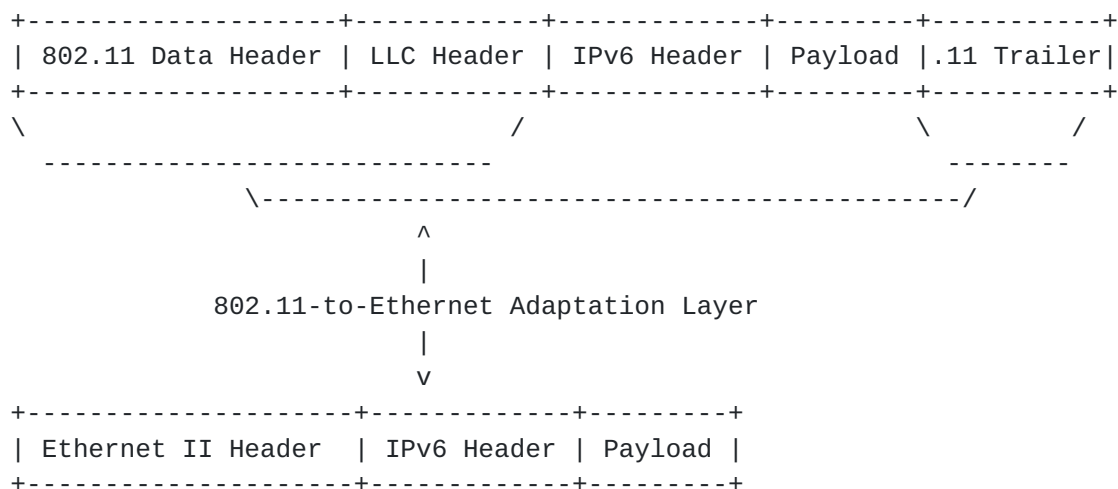 +--------------------+------------+-------------+---------+-----------+
| 802.11 Data Header | LLC Header | IPv6 Header | Payload |.11 Trailer|
+--------------------+------------+-------------+---------+-----------+
\                               /                         \         /
  -----------------------------                             --------
               \---------------------------------------------/
                          ^
                          |
             802.11-to-Ethernet Adaptation Layer
                          |
                          v
+---------------------+-------------+---------+
| Ethernet II Header  | IPv6 Header | Payload |
+---------------------+-------------+---------+